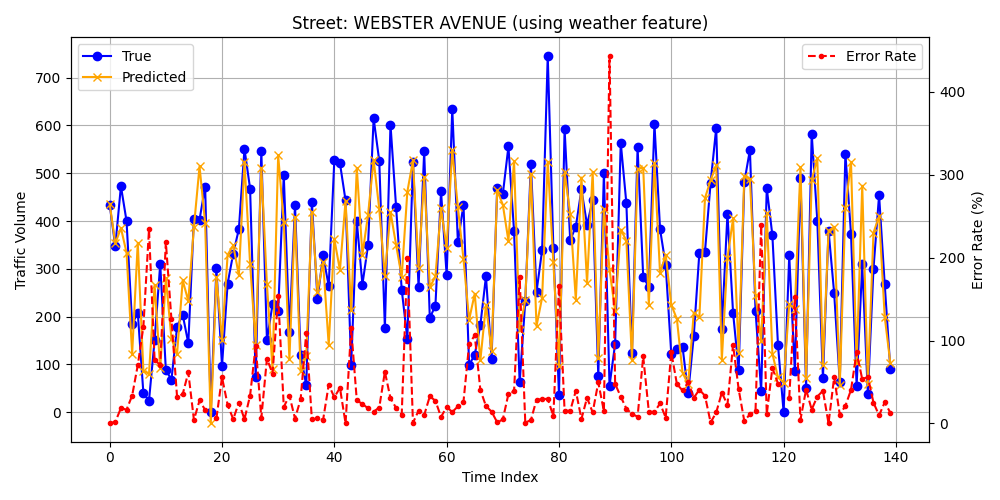 Street: WEBSTER AVENUE (using weather feature)
True
Predicted
Error Rate
Traffic Volume
700
600
500
400
300
200
100
0
400
300
200
100
0
Error Rate (%)
0 20 40 60 80 100 120 140
Time Index